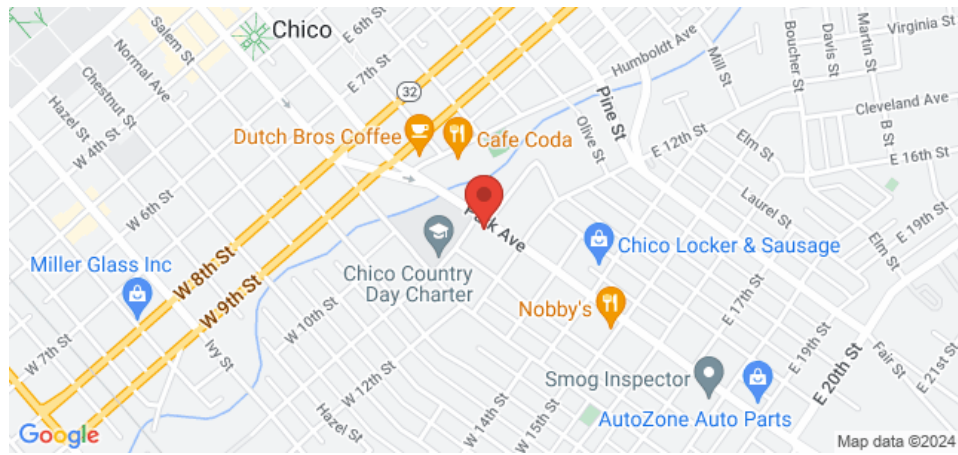 Chico
Salem St
E 6th St
Virginia St
Normal Ave
E 7th St
Humboldt Ave
Boucher St
Davis St
Martin St
Mill St
Chestnut St
Hazel St
32
Pine St
Cleveland Ave
B St
W 4th St
Dutch Bros Coffee
Cafe Coda
Olive St
E 12th St
Elm St
E 16th St
W 6th St
Park Ave
Laurel St
E 19th St
Elm St
Chico Locker & Sausage
Miller Glass Inc
W 8th St
Chico Country
Day Charter
W 9th St
Nobby's
E 17th St
W 10th St
W 7th St
Ivy St
E 19th St
E 20th St
Fair St
E 21st St
W 12th St
Smog Inspector
Hazel St
W 14th St
W 15th St
AutoZone Auto Parts
Google
Map data ©2024